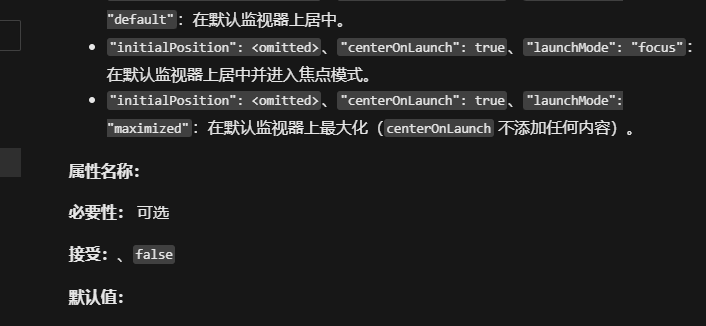 "default"：在默认监视器上居中。
• "initialPosition": <omitted>、"centerOnLaunch": true、"launchMode": "focus"：
在默认监视器上居中并进入焦点模式。
• "initialPosition": <omitted>、"centerOnLaunch": true、"launchMode":
"maximized"：在默认监视器上最大化（centerOnLaunch 不添加任何内容）。
属性名称：
必要性： 可选
接受：、false
默认值：